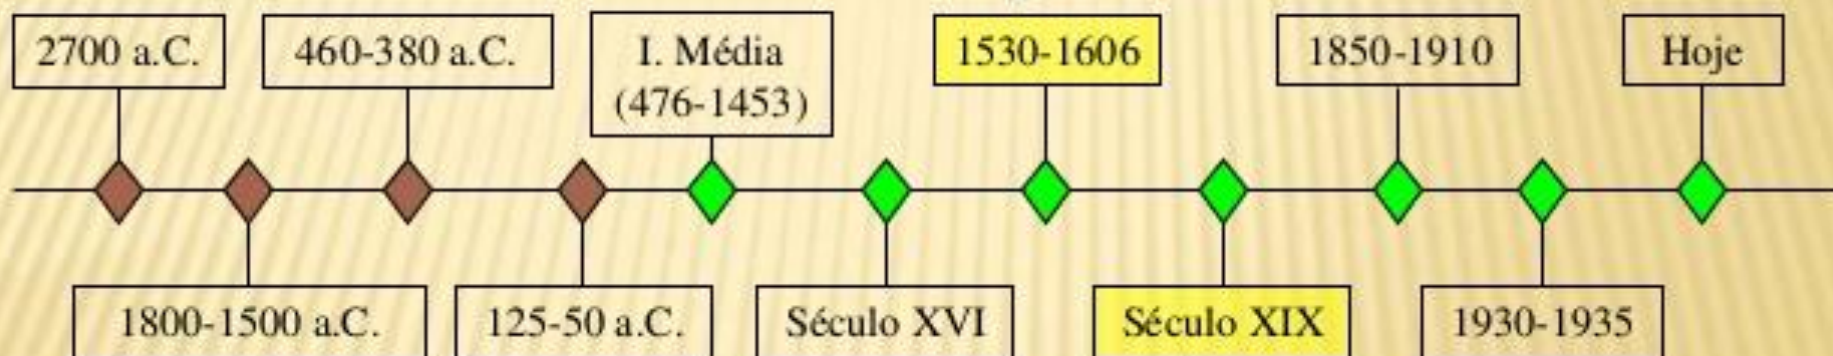 2700 a.C.
460-380 a.C.
I. Média
(476-1453)
1530-1606
1850-1910
Hoje
1800-1500 a.C.
125-50 a.C.
Século XVI
Século XIX
1930-1935